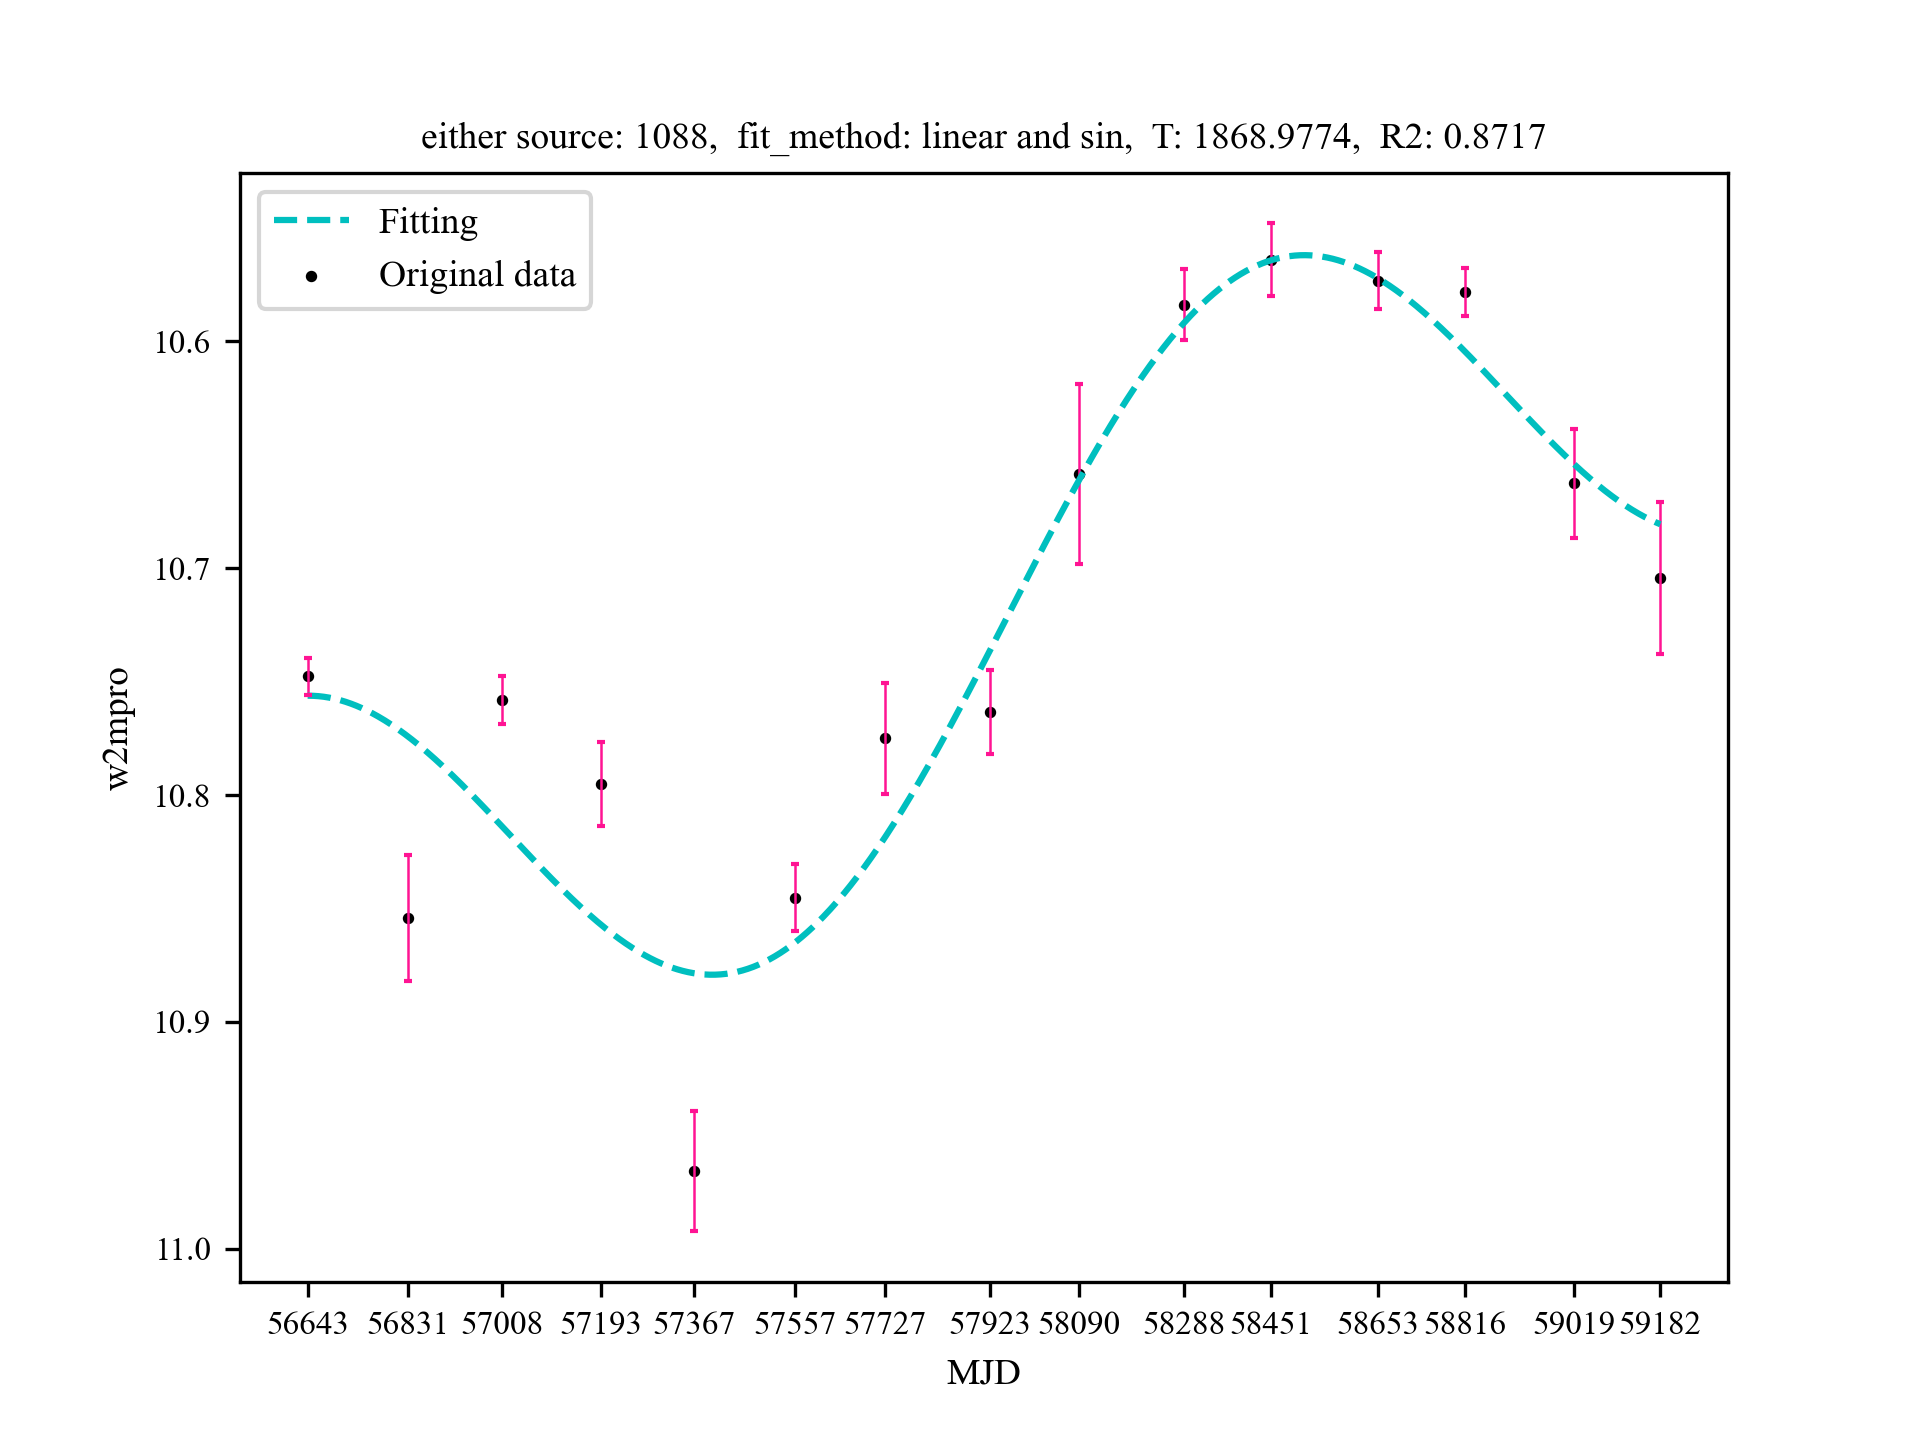 either source: 1088,  fit_method: linear and sin,  T: 1868.9774,  R2: 0.8717
Fitting
Original data
10.6
10.7
10.8
10.9
11.0
w2mpro
56643 56831 57008 57193 57367 57557 57727 57923 58090 58288 58451 58653 58816 59019 59182
MJD